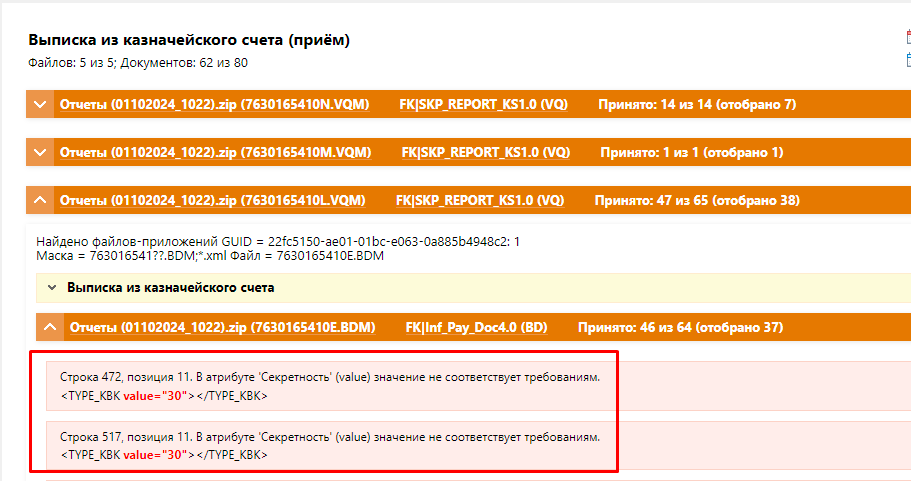 Выписка из казначейского счета (приём)
Файлов: 5 из 5; Документов: 62 из 80
Отчеты (01102024_1022).zip (7630165410N.VQM) FK|SKP_REPORT_KS1.0 (VQ) Принято: 14 из 14 (отобрано 7)
Отчеты (01102024_1022).zip (7630165410M.VQM) FK|SKP_REPORT_KS1.0 (VQ) Принято: 1 из 1 (отобрано 1)
Отчеты (01102024_1022).zip (7630165410L.VQM) FK|SKP_REPORT_KS1.0 (VQ) Принято: 47 из 65 (отобрано 38)
Найдено файлов-приложений GUID = 22fc5150-ae01-01bc-e063-0a885b4948c2: 1
Маска = 763016541??.BDM;*.xml Файл = 7630165410E.BDM
Выписка из казначейского счета
Отчеты (01102024_1022).zip (7630165410E.BDM) FK|Inf_Pay_Doc4.0 (BD) Принято: 46 из 64 (отобрано 37)
Строка 472, позиция 11. В атрибуте 'Секретность' (value) значение не соответствует требованиям.
<TYPE_KBK value="30"></TYPE_KBK>
Строка 517, позиция 11. В атрибуте 'Секретность' (value) значение не соответствует требованиям.
<TYPE_KBK value="30"></TYPE_KBK>